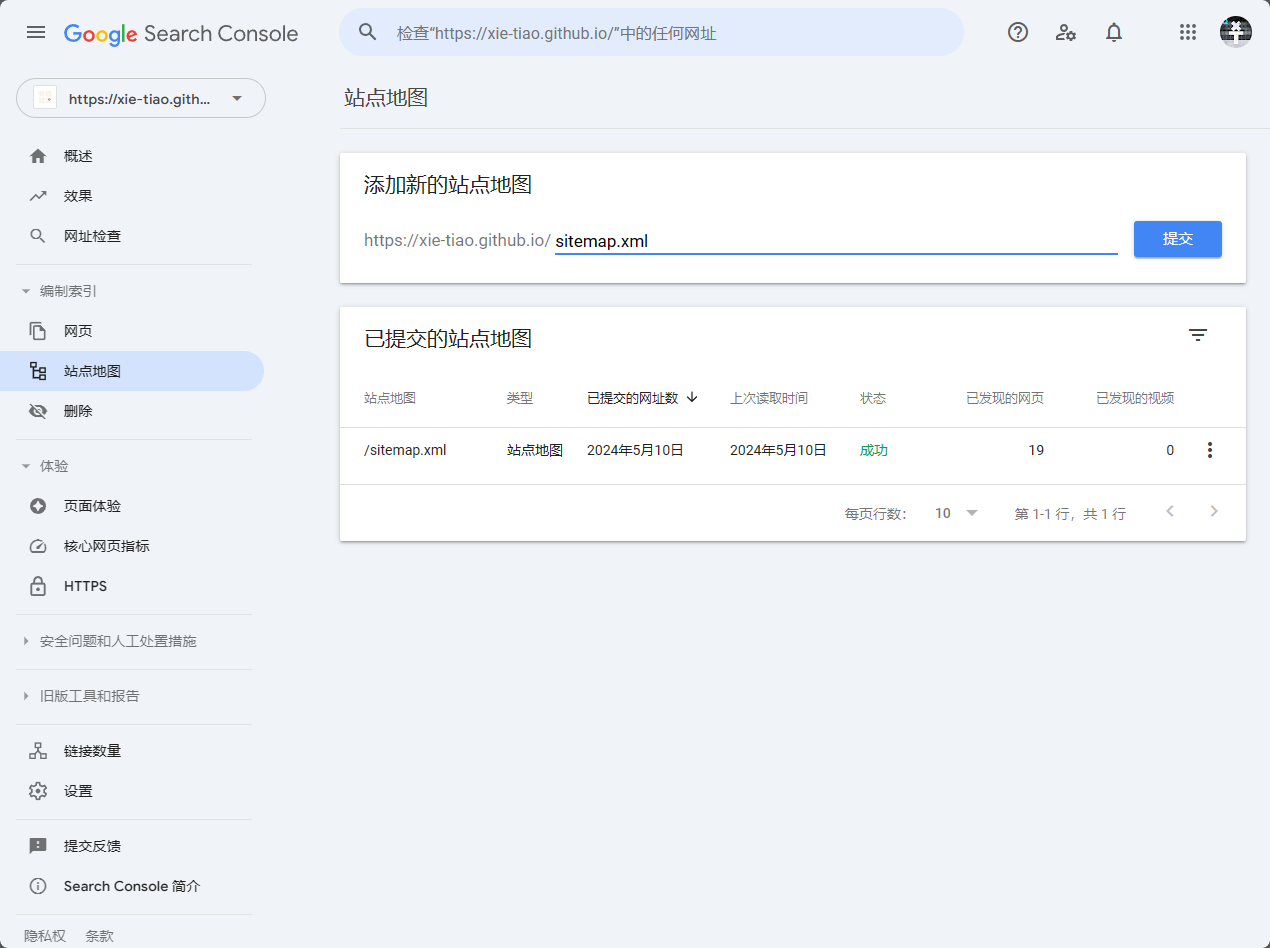 Google Search Console
检查“https://xie-tiao.github.io/”中的任何网址
https://xie-tiao.gith...
概述
效果
网址检查
编制索引
网页
站点地图
删除
体验
页面体验
核心网页指标
HTTPS
安全问题和人工处置措施
旧版工具和报告
链接数量
设置
提交反馈
Search Console 简介
隐私权 条款
站点地图
添加新的站点地图
https://xie-tiao.github.io/ sitemap.xml 提交
已提交的站点地图
站点地图 类型 已提交的网址数 上次读取时间 状态 已发现的网页 已发现的视频
/sitemap.xml 站点地图 2024年5月10日 2024年5月10日 成功 19 0
每页行数： 10 第 1-1 行，共 1 行